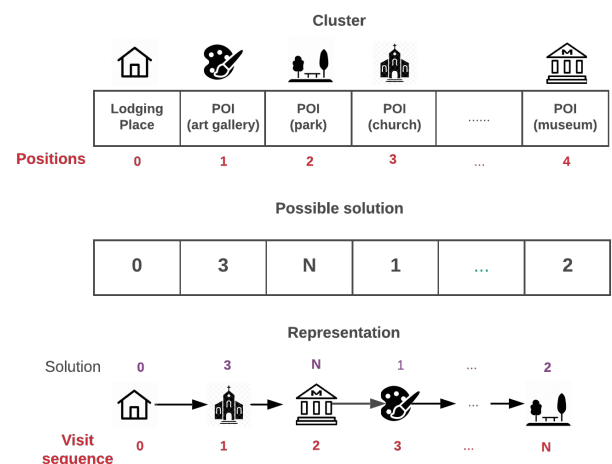 Cluster
Lodging Place
POI (art gallery)
POI (park)
POI (church)
......
POI (museum)
Positions 0 1 2 3 ... 4
Possible solution
0 3 N 1 ... 2
Representation
Solution 0 3 N 1 ... 2
M
...
Visit sequence 0 1 2 3 ... N